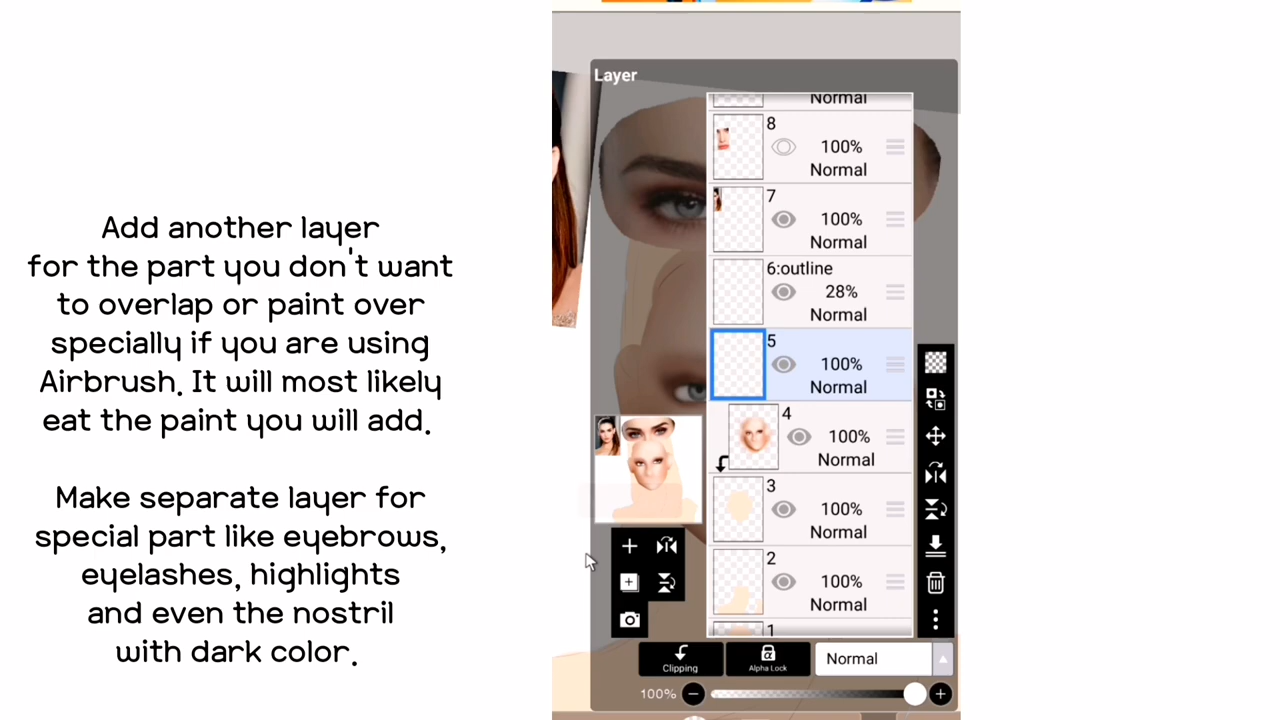 Add another layer
for the part you don't want
to overlap or paint over
specially if you are using
Airbrush. It will most likely
eat the paint you will add.
Make separate layer for
special part like eyebrows,
eyelashes, highlights
and even the nostril
with dark color.
Layer
Normal
8
100%
Normal
7
100%
Normal
6:outline
28%
Normal
5
100%
Normal
4
100%
Normal
3
100%
Normal
2
100%
Normal
1
Clipping
Alpha Lock
Normal
100%